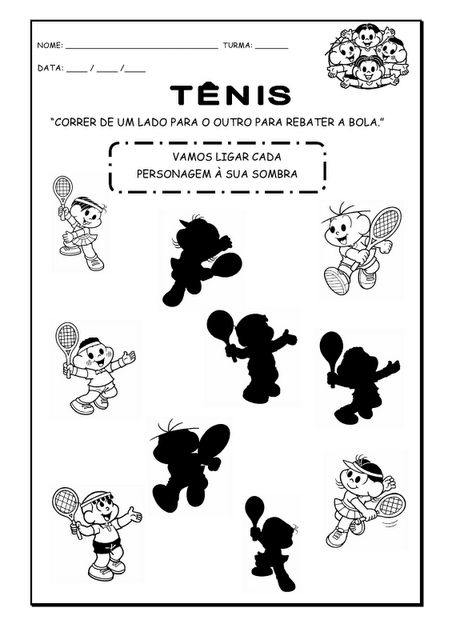 NOME: ______________________________ TURMA: _______
DATA: ____ / ____ /____
TÊNIS
"CORRER DE UM LADO PARA O OUTRO PARA REBATER A BOLA."
VAMOS LIGAR CADA
PERSONAGEM À SUA SOMBRA